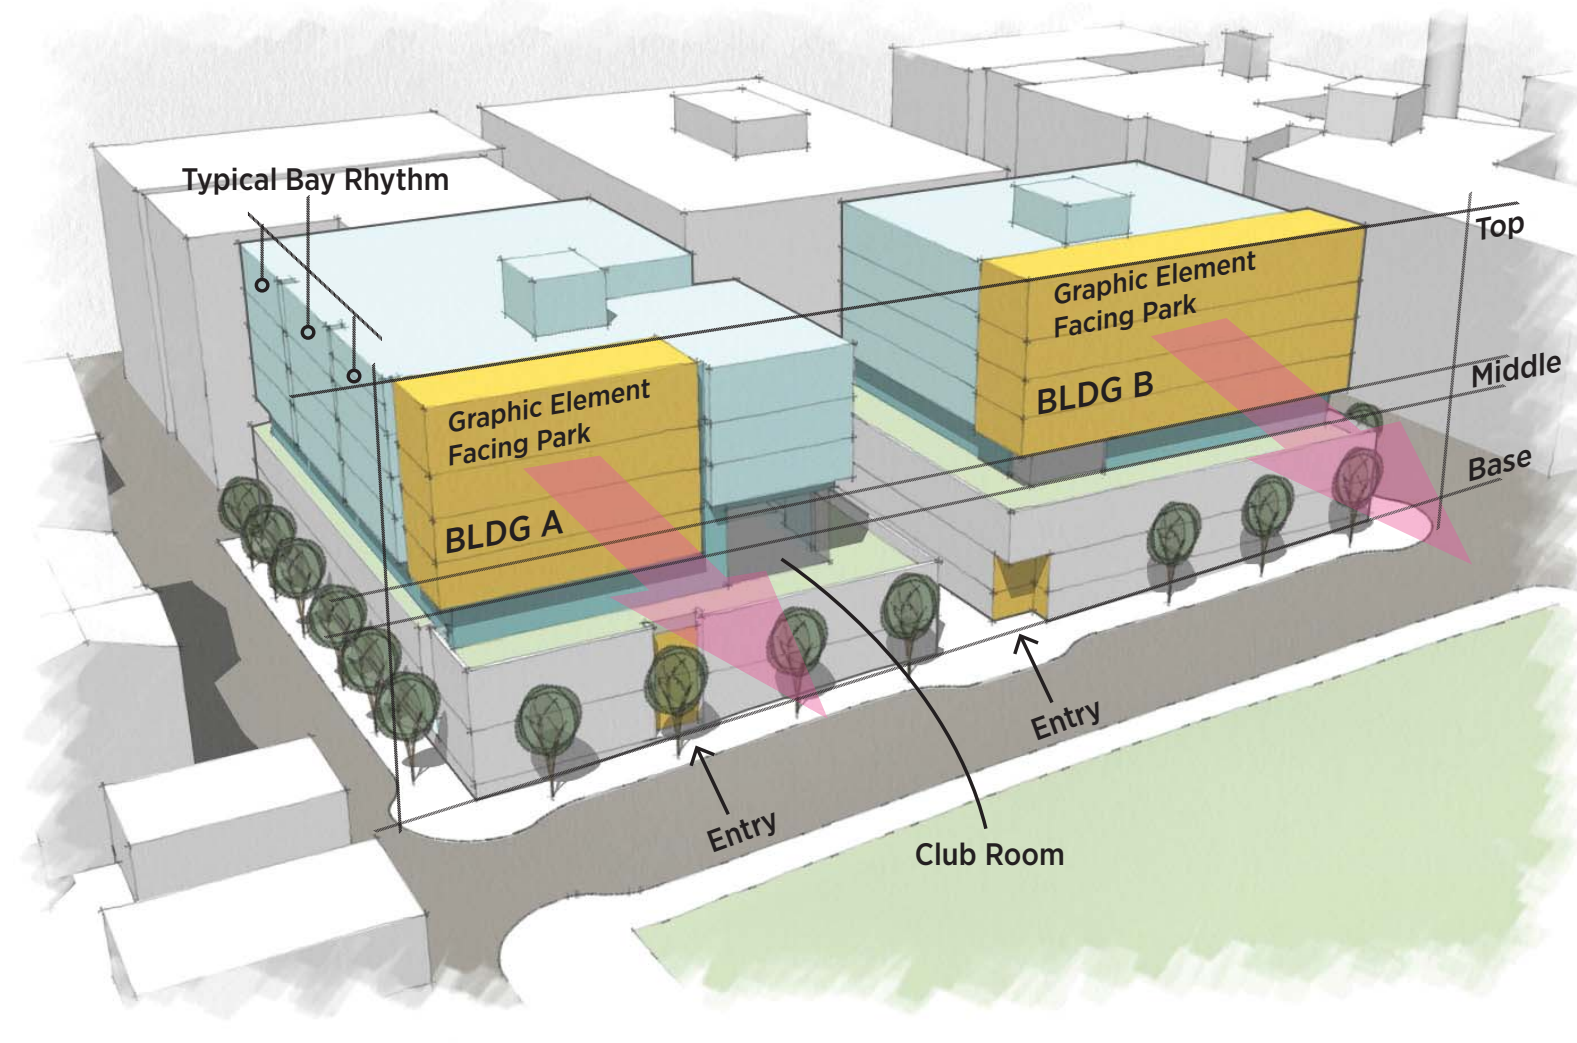 Typical Bay Rhythm
Top
Graphic Element
Facing Park
BLDG B
Middle
Graphic Element
Facing Park
BLDG A
Base
Entry
Entry
Club Room